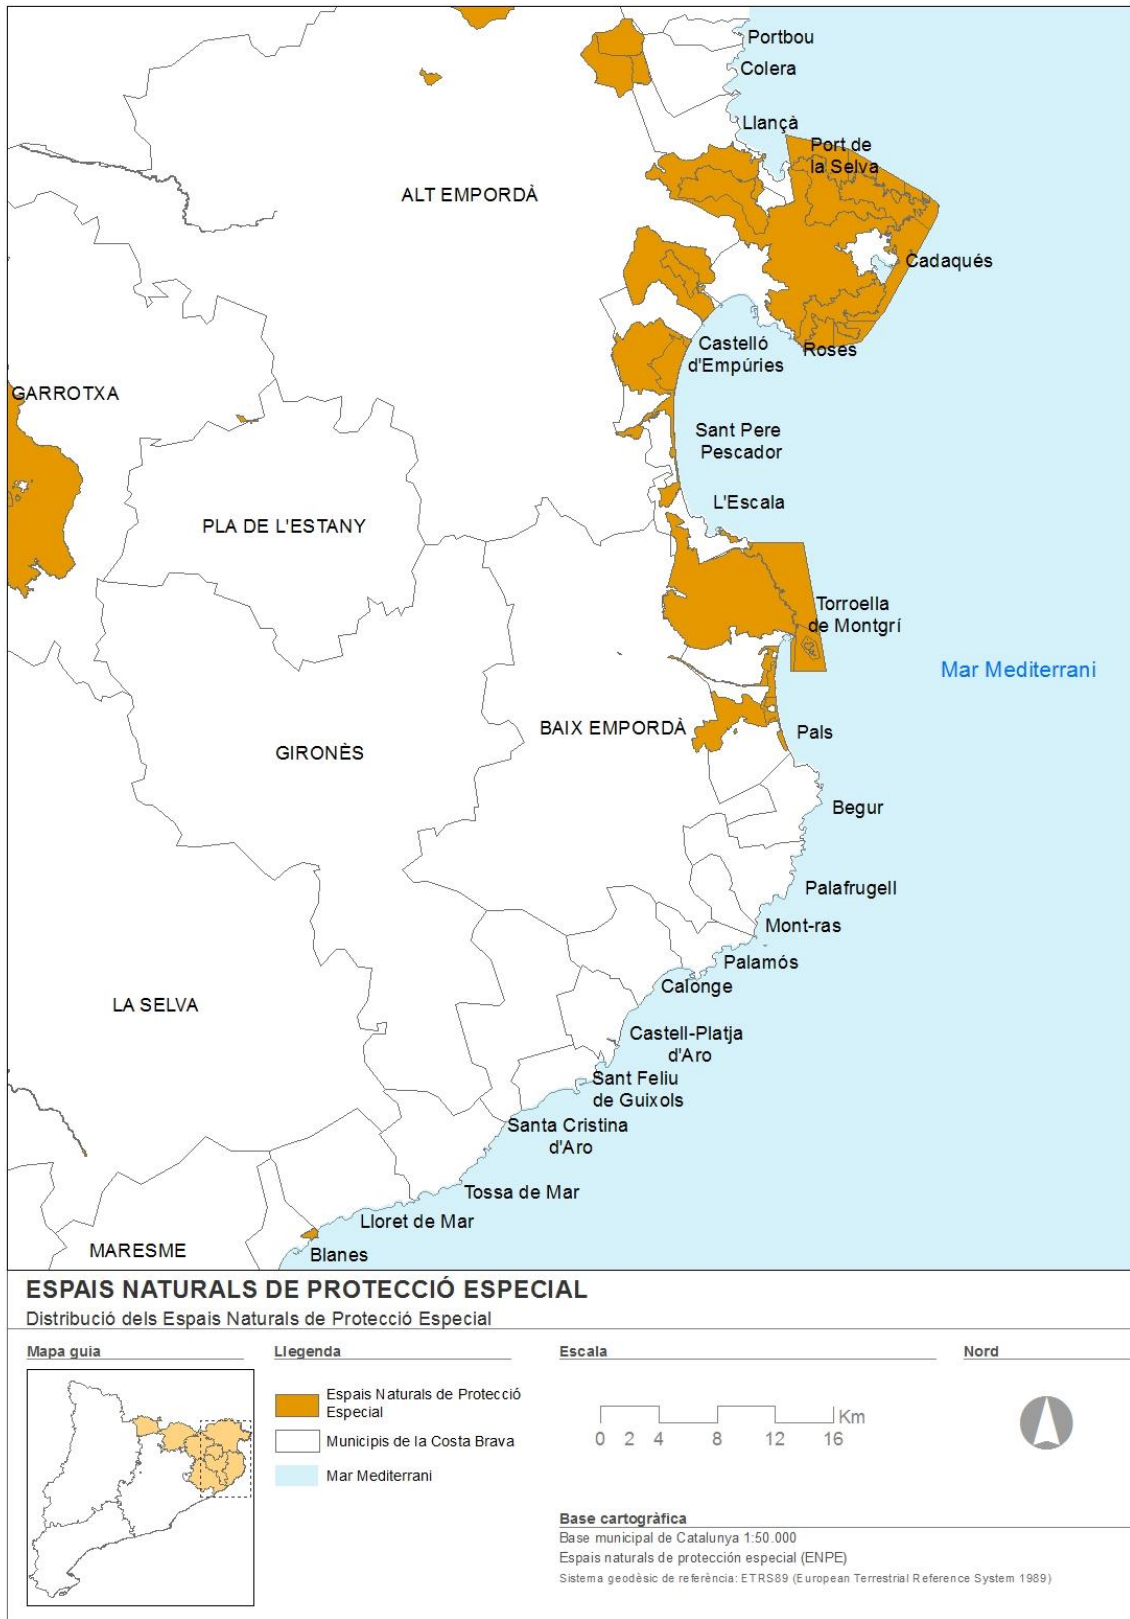 Portbou
Colera
Llançà
Port de
la Selva
ALT EMPORDÀ
Cadaqués
Castelló
d'Empúries
Roses
GARROTXA
Sant Pere
Pescador
L'Escala
PLA DE L'ESTANY
Torroella
de Montgrí
Mar Mediterrani
BAIX EMPORDÀ
Pals
GIRONÈS
Begur
Palafrugell
Mont-ras
Palamós
Calonge
LA SELVA
Castell-Platja
d'Aro
Sant Feliu
de Guixols
Santa Cristina
d'Aro
Tossa de Mar
Lloret de Mar
MARESME
Blanes
ESPAIS NATURALS DE PROTECCIÓ ESPECIAL
Distribució dels Espais Naturals de Protecció Especial
Mapa guia
Llegenda
Espais Naturals de Protecció
Especial
Municipis de la Costa Brava
Mar Mediterrani
Escala
Km
0 2 4 8 12 16
Nord
Base cartogràfica
Base municipal de Catalunya 1:50.000
Espais naturals de protección especial (ENPE)
Sistema geodèsic de referència: ETRS89 (European Terrestrial Reference System 1989)